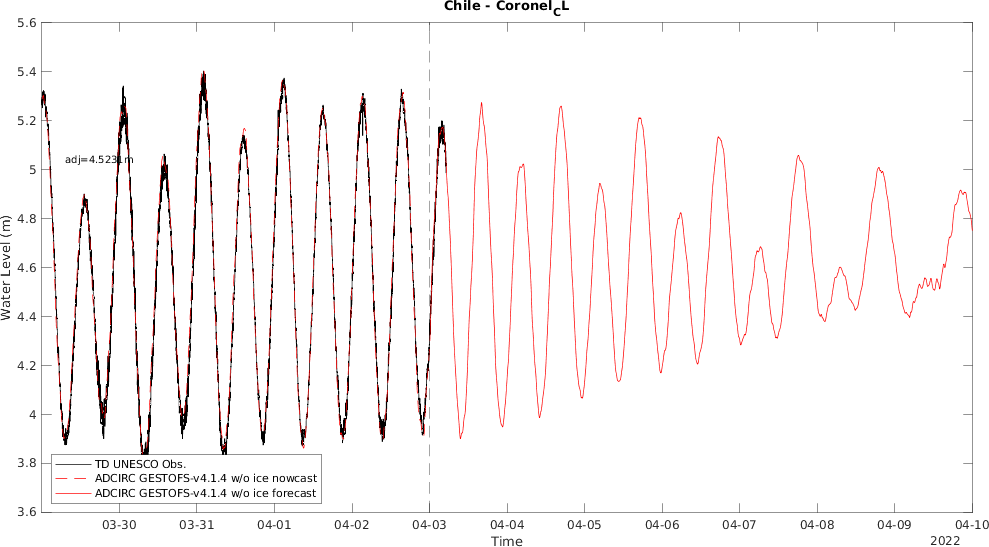 Chile - Coronel_CL
5.6
5.4
5.2
5
4.8
4.6
4.4
4.2
4
3.8
3.6
Water Level (m)
adj=4.5231m
TD UNESCO Obs.
ADCIRC GESTOFS-v4.1.4 w/o ice nowcast
ADCIRC GESTOFS-v4.1.4 w/o ice forecast
03-30 03-31 04-01 04-02 04-03 04-04 04-05 04-06 04-07 04-08 04-09 04-10
Time
2022